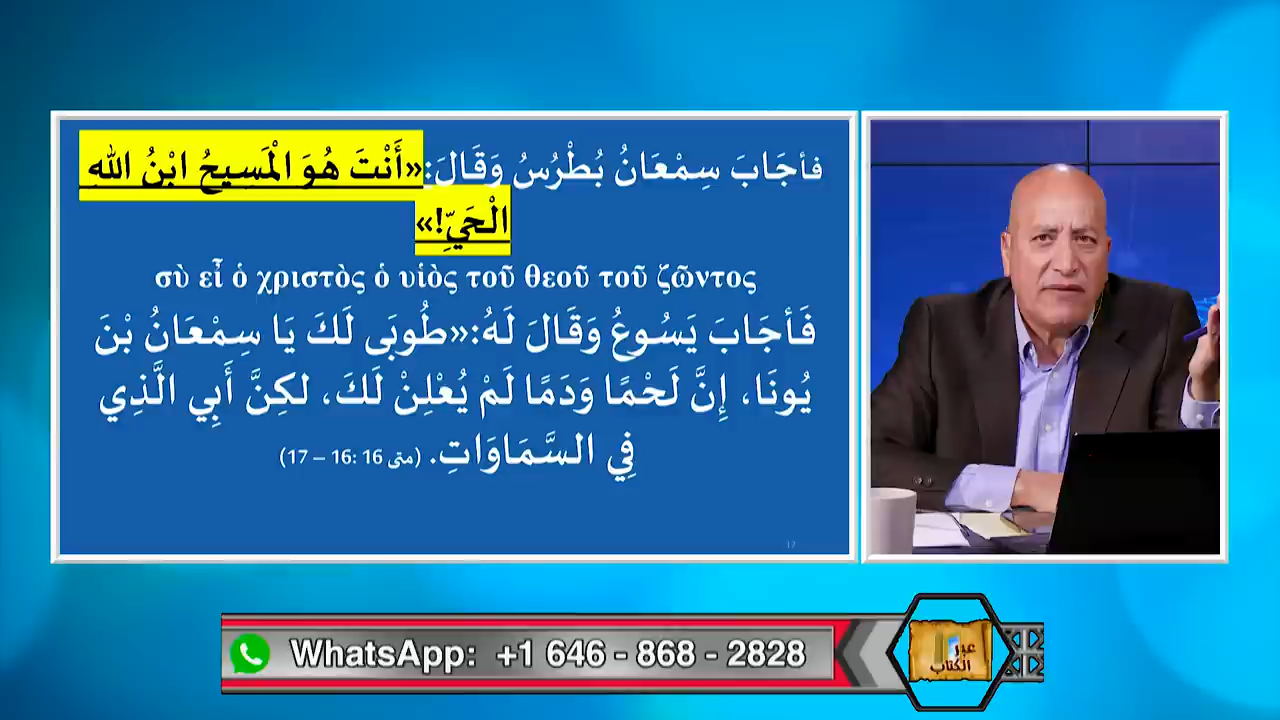 فأجَابَ سِمْعَانُ بُطْرُسُ وَقَالَ:«أَنْتَ هُوَ الْمَسِيحُ ابْنُ اللهِ
الْحَيِّ!»
σὺ εἶ ὁ χριστὸς ὁ υἱὸς τοῦ θεοῦ τοῦ ζῶντος
فَأجَابَ يَسُوعُ وَقَالَ لَهُ:«طُوبَى لَكَ يَا سِمْعَانُ بْنَ
يُونَا، إِنَّ لَحْمًا وَدَمًا لَمْ يُعْلِنْ لَكَ، لكِنَّ أَبِي الَّذِي
فِي السَّمَاوَاتِ. (متى 16: 16 – 17)
17
WhatsApp: +1 646 - 868 - 2828
عبر
الكتاب